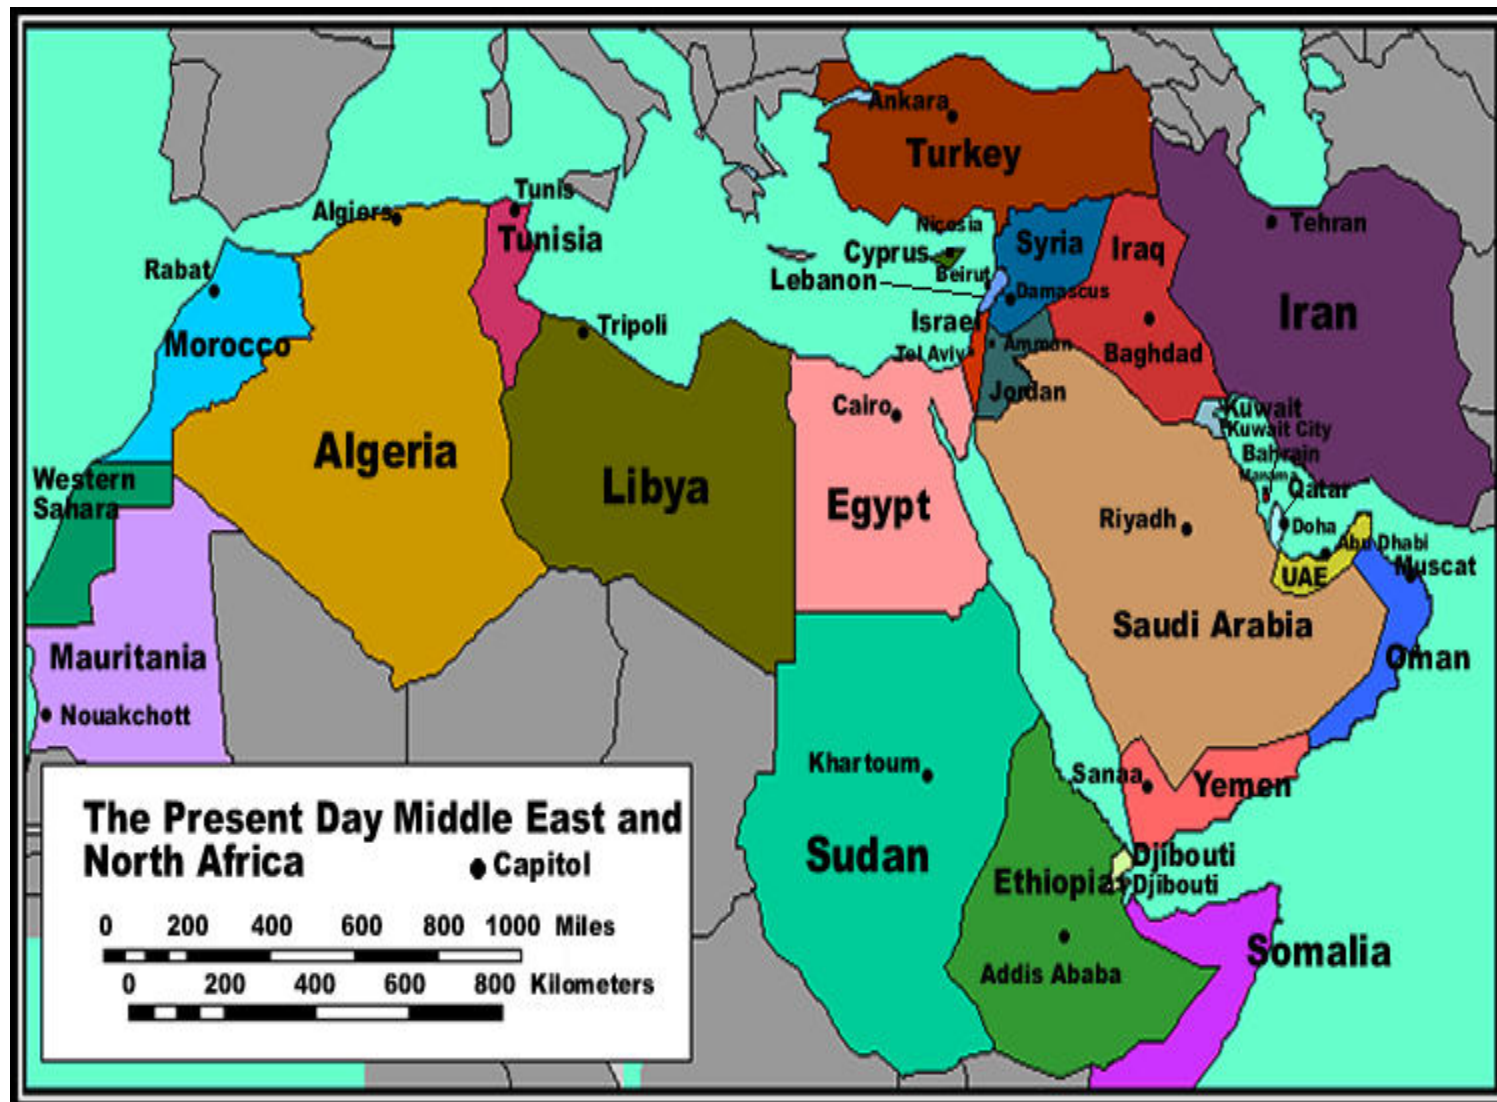 Ankara
Turkey
Tunis
Algiers
Tunisia
Nicosia
Tehran
Rabat
Cyprus
Syria
Iraq
Lebanon
Beirut
Damascus
Israel
Iran
Tripoli
Morocco
Tel Aviv
Amman
Baghdad
Jordan
Cairo
Kuwait
Kuwait City
Algeria
Bahrain
Manama
Western
Sahara
Libya
Egypt
Qatar
Riyadh
Doha
Abu Dhabi
UAE
Muscat
Saudi Arabia
Mauritania
Oman
Nouakchott
Khartoum
Sanaa
Yemen
The Present Day Middle East and
North Africa
Capitol
Sudan
Djibouti
Ethiopia
Djibouti
0 200 400 600 800 1000 Miles
Somalia
Addis Ababa
0 200 400 600 800 Kilometers